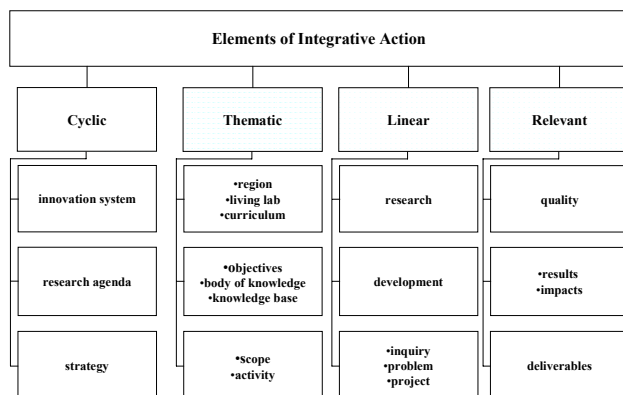 Elements of Integrative Action
Cyclic
Thematic
Linear
Relevant
innovation system
•region
•living lab
•curriculum
research
quality
research agenda
•objectives
•body of knowledge
•knowledge base
development
•results
•impacts
strategy
•scope
•activity
•inquiry
•problem
•project
deliverables